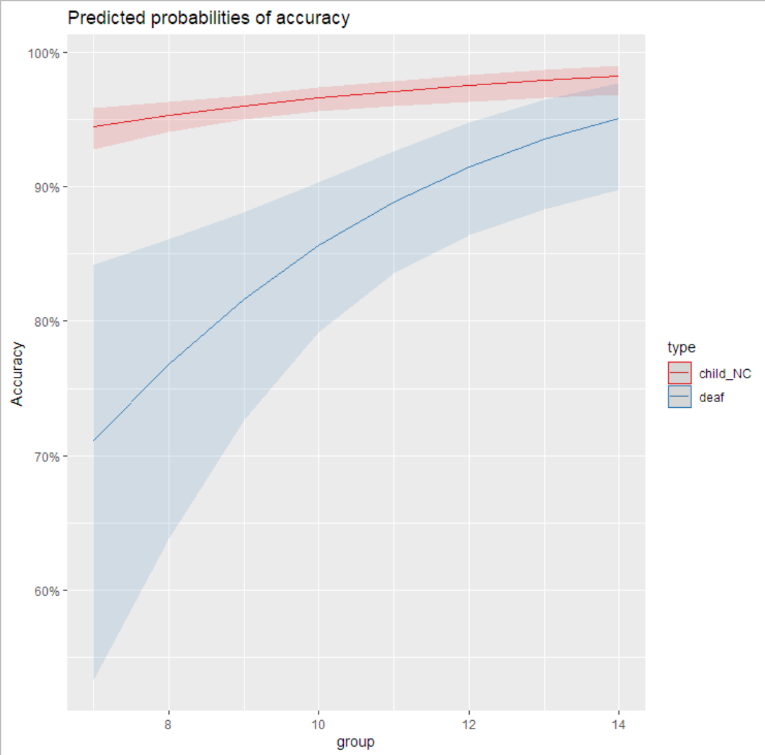 Predicted probabilities of accuracy
100%
90%
80%
70%
60%
Accuracy
8
10
12
14
group
type
child_NC
deaf